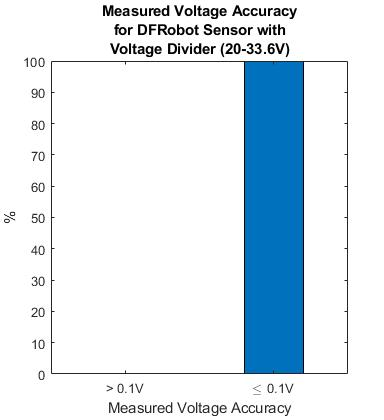 Measured Voltage Accuracy
for DFRobot Sensor with
Voltage Divider (20-33.6V)
100
90
80
70
60
50
40
30
20
10
0
%
> 0.1V
≤ 0.1V
Measured Voltage Accuracy